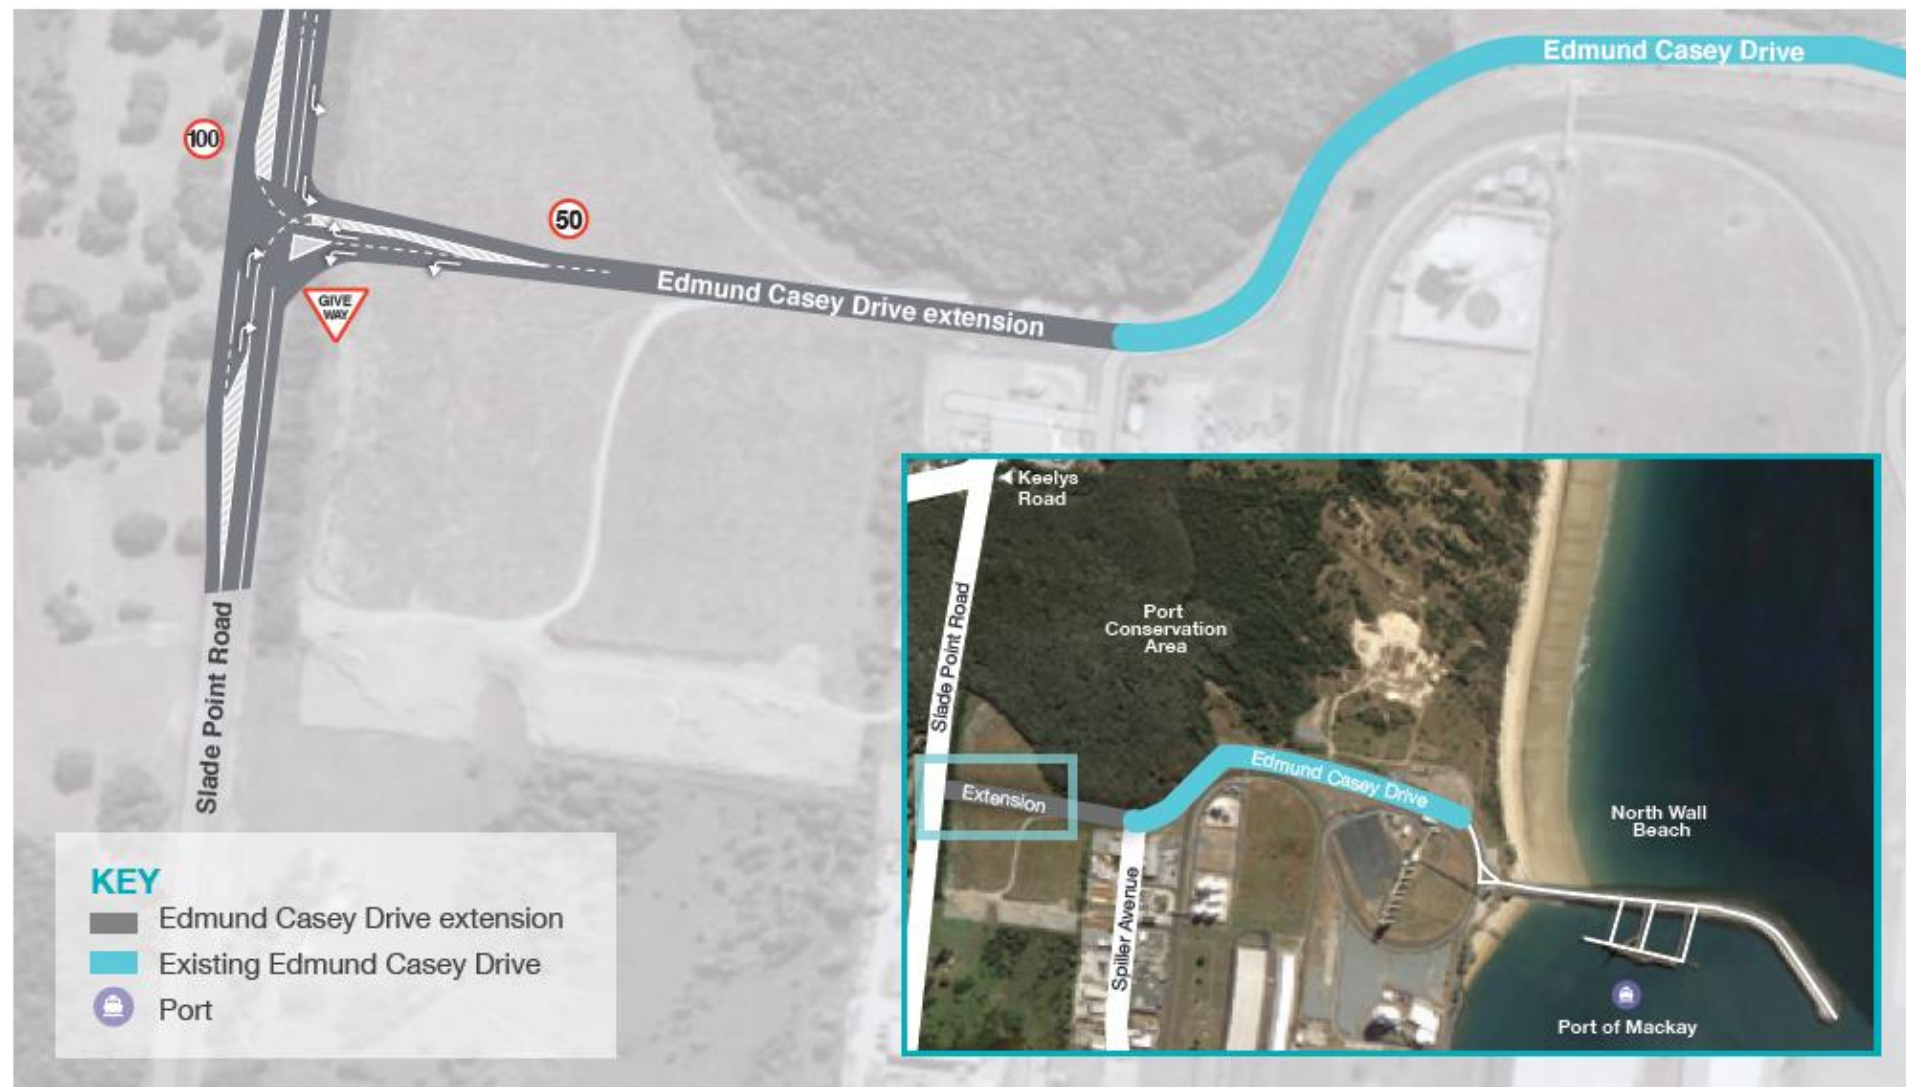 Edmund Casey Drive
100
50
Edmund Casey Drive extension
GIVE
WAY
Slade Point Road
KEY
Edmund Casey Drive extension
Existing Edmund Casey Drive
Port
Keelys
Road
Slade Point Road
Port
Conservation
Area
Edmund Casey Drive
Extension
Spiller Avenue
North Wall
Beach
Port of Mackay